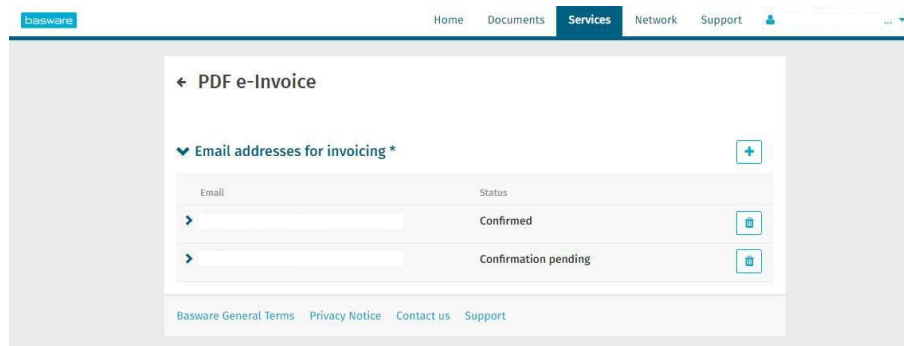 basware Home Documents Services Network Support ...
PDF e-Invoice
Email addresses for invoicing *
Email Status
Confirmed
Confirmation pending
Basware General Terms Privacy Notice Contact us Support